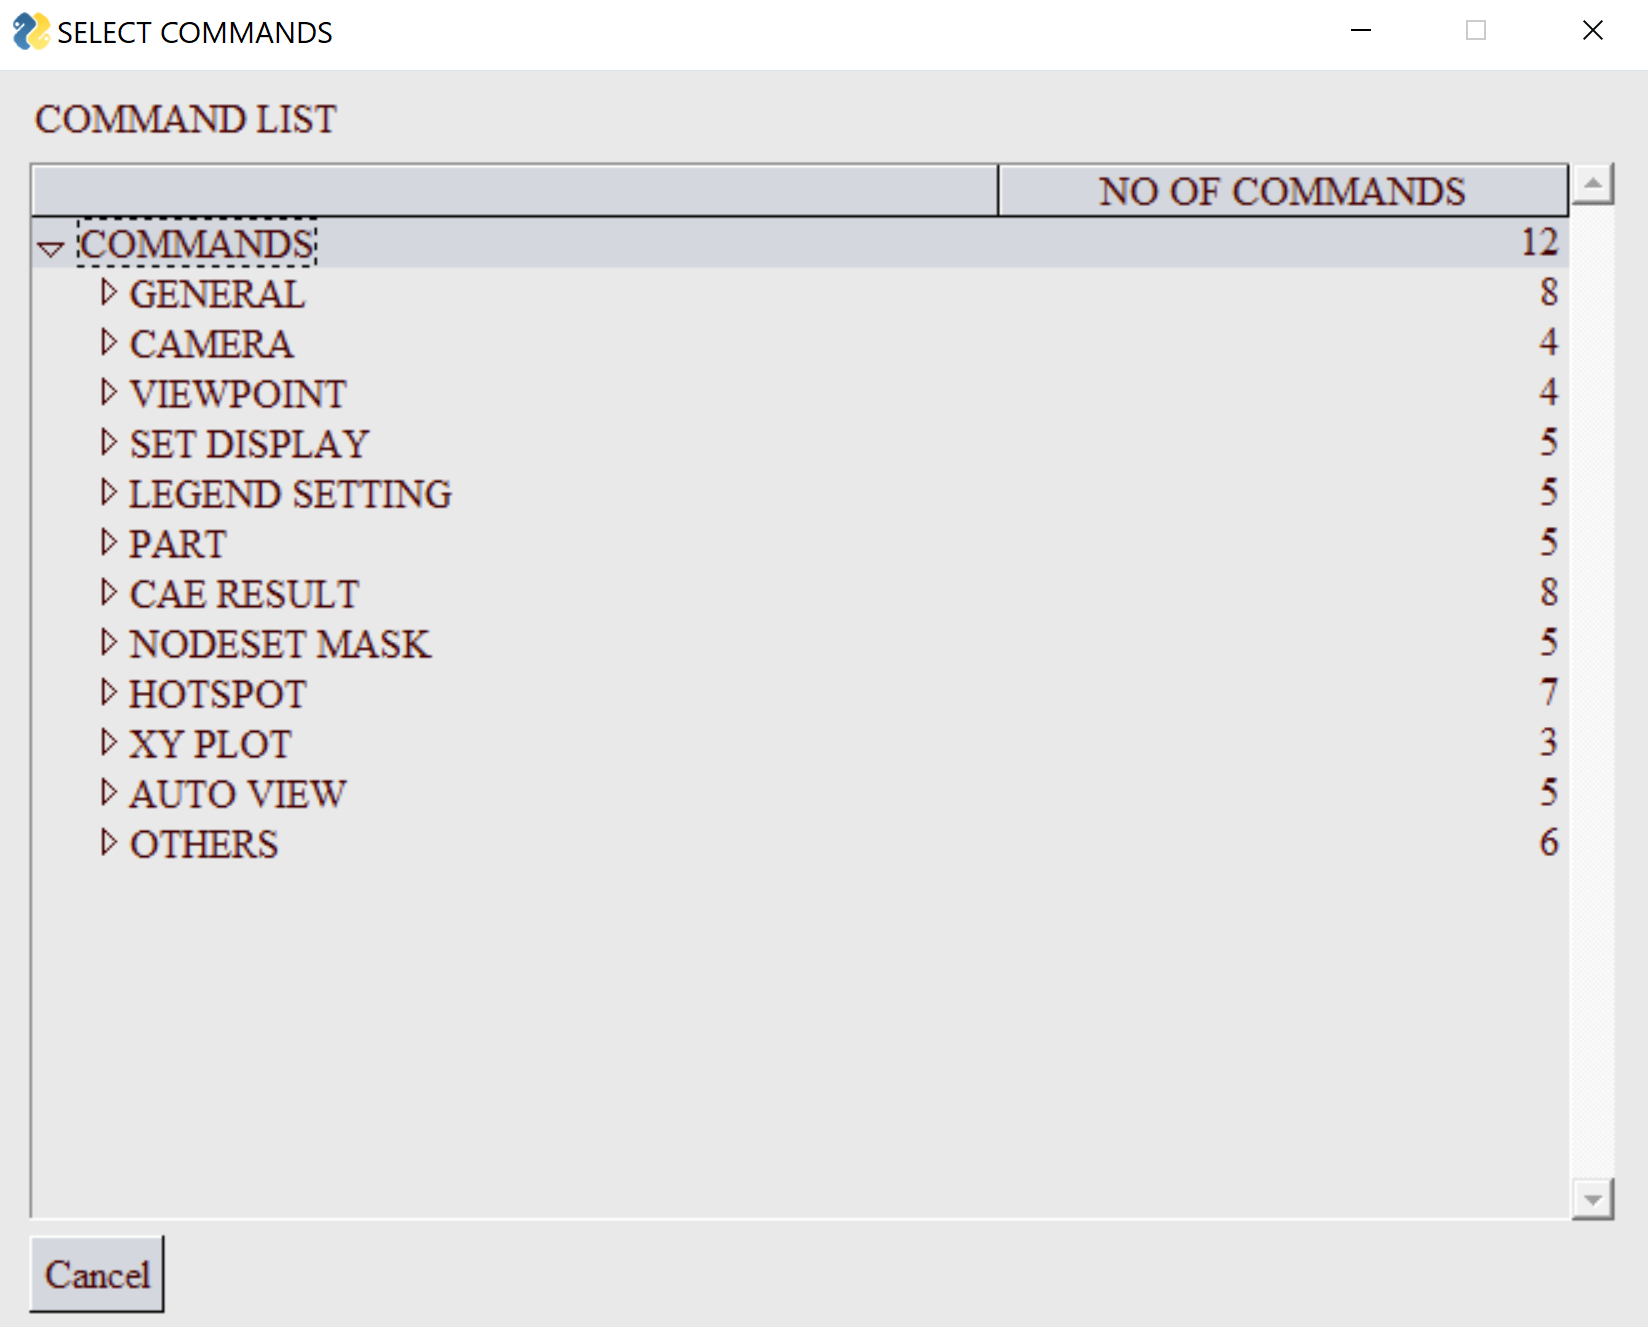 SELECT COMMANDS
COMMAND LIST
NO OF COMMANDS
COMMANDS 12
GENERAL 8
CAMERA 4
VIEWPOINT 4
SET DISPLAY 5
LEGEND SETTING 5
PART 5
CAE RESULT 8
NODESET MASK 5
HOTSPOT 7
XY PLOT 3
AUTO VIEW 5
OTHERS 6
Cancel